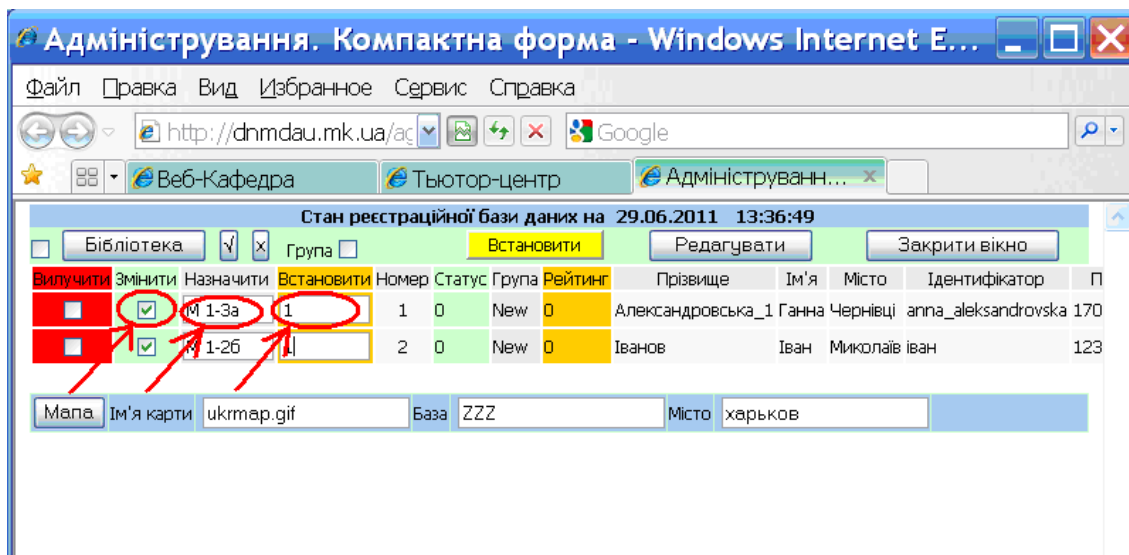 Адміністрування. Компактна форма - Windows Internet E...
Файл Правка Вид Избранное Сервис Справка
http://dnmdau.mk.ua/ac Google
Веб-Кафедра Тьютор-центр Адмініструванн...
Стан реєстраційної бази даних на 29.06.2011 13:36:49
Бібліотека √ x Група Встановити Редагувати Закрити вікно
Вилучити Змінити Назначити Встановити Номер Статус Група Рейтинг Прізвище Ім'я Місто Ідентифікатор П
М 1-3а 1 1 0 New 0 Александровська_1 Ганна Чернівці anna_aleksandrovska 170
М 1-2б 1 2 0 New 0 Іванов Іван Миколаїв іван 123
Мапа Ім'я карти ukrmap.gif База ZZZ Місто харьков